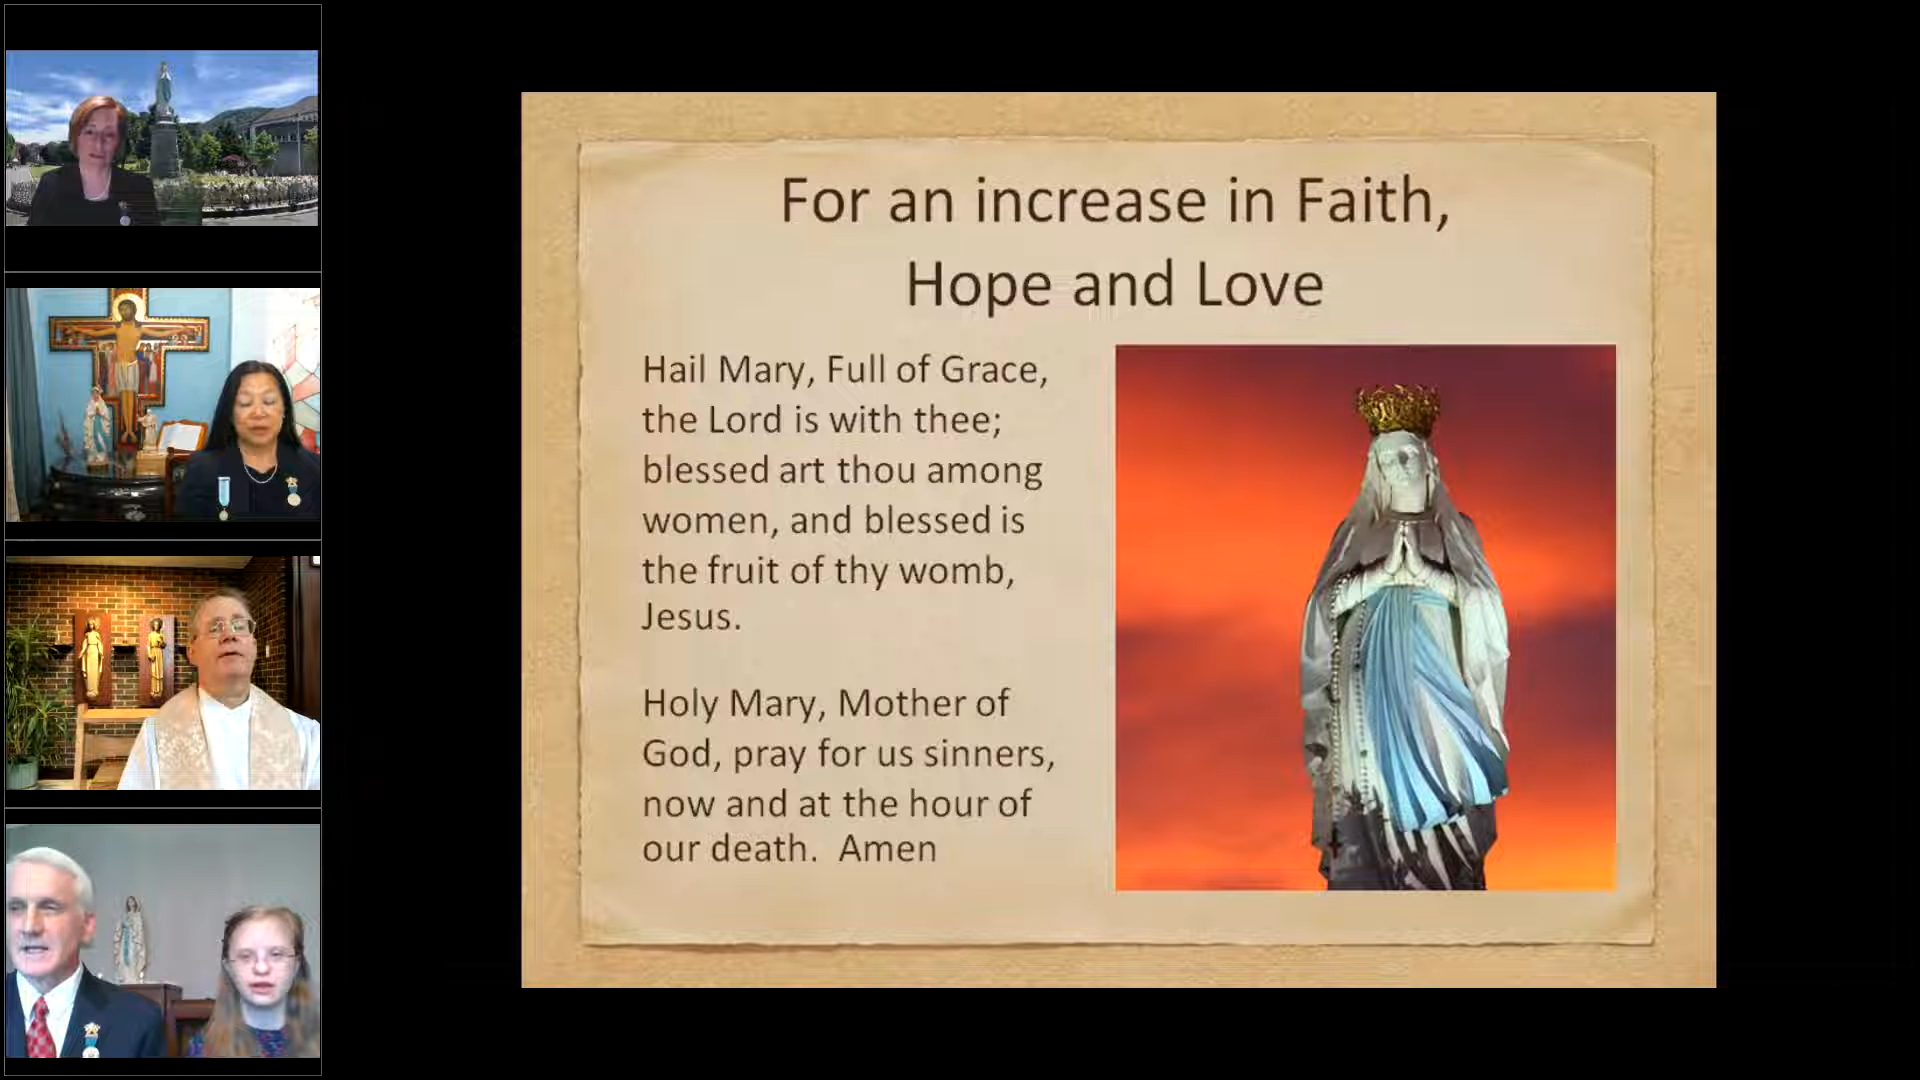 For an increase in Faith,
Hope and Love
Hail Mary, Full of Grace,
the Lord is with thee;
blessed art thou among
women, and blessed is
the fruit of thy womb,
Jesus.
Holy Mary, Mother of
God, pray for us sinners,
now and at the hour of
our death.  Amen